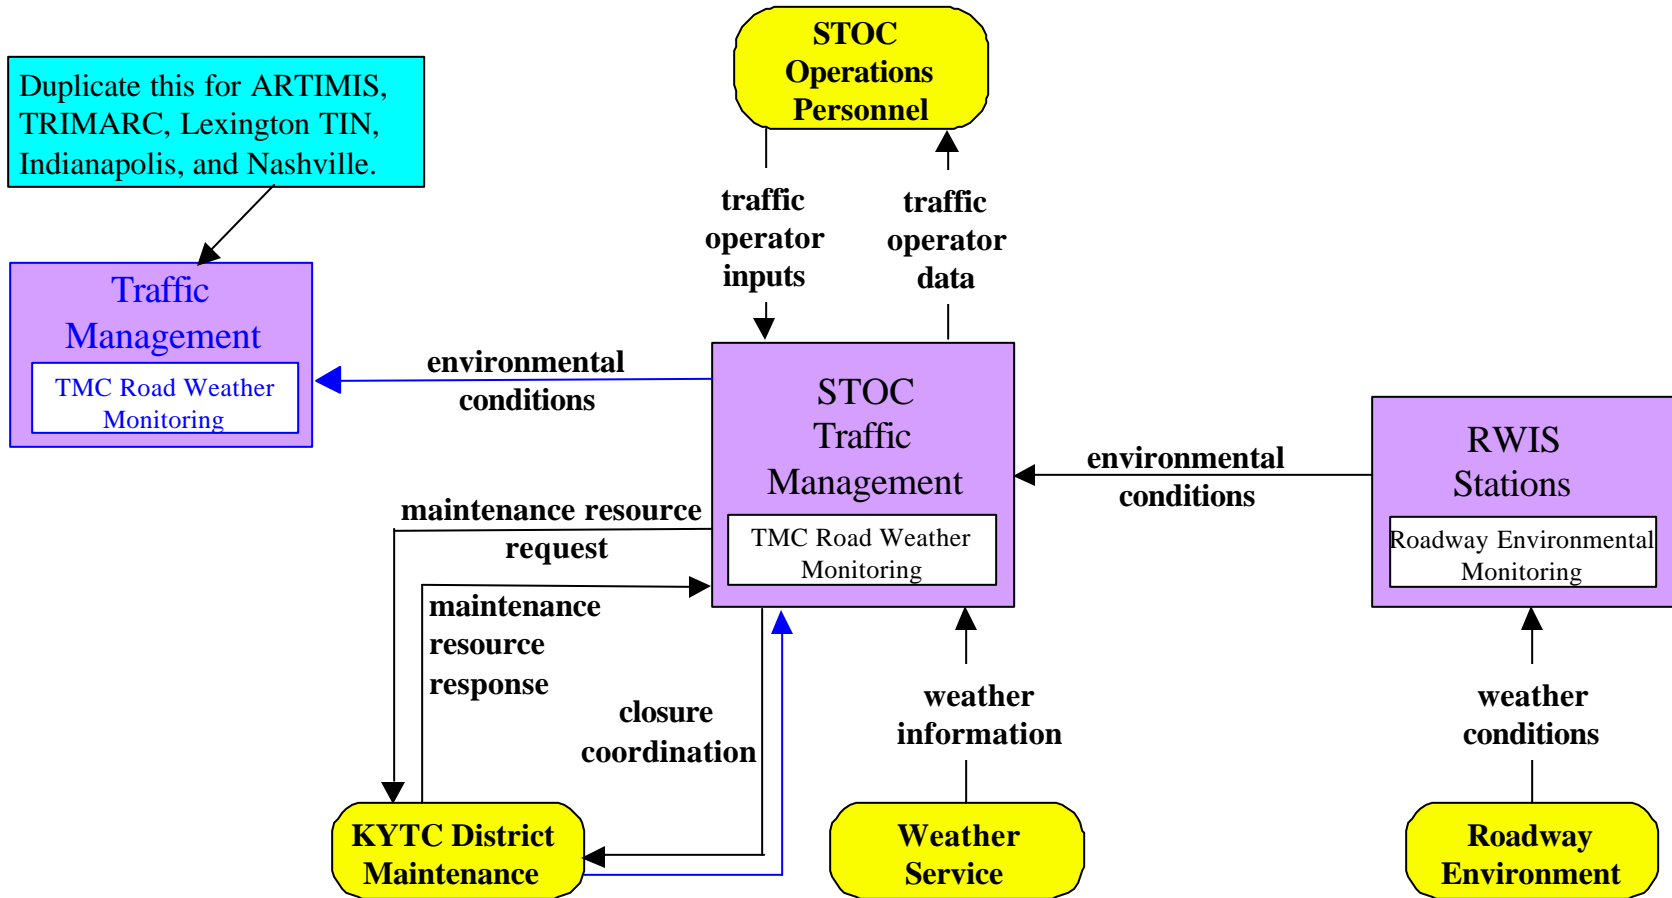 STOC
Operations
Personnel
Duplicate this for ARTIMIS,
TRIMARC, Lexington TIN,
Indianapolis, and Nashville.
traffic
operator
inputs
traffic
operator
data
Traffic
Management
TMC Road Weather
Monitoring
environmental
conditions
STOC
Traffic
Management
TMC Road Weather
Monitoring
environmental
conditions
RWIS
Stations
Roadway Environmental
Monitoring
maintenance resource
request
maintenance
resource
response
closure
coordination
weather
information
weather
conditions
KYTC District
Maintenance
Weather
Service
Roadway
Environment